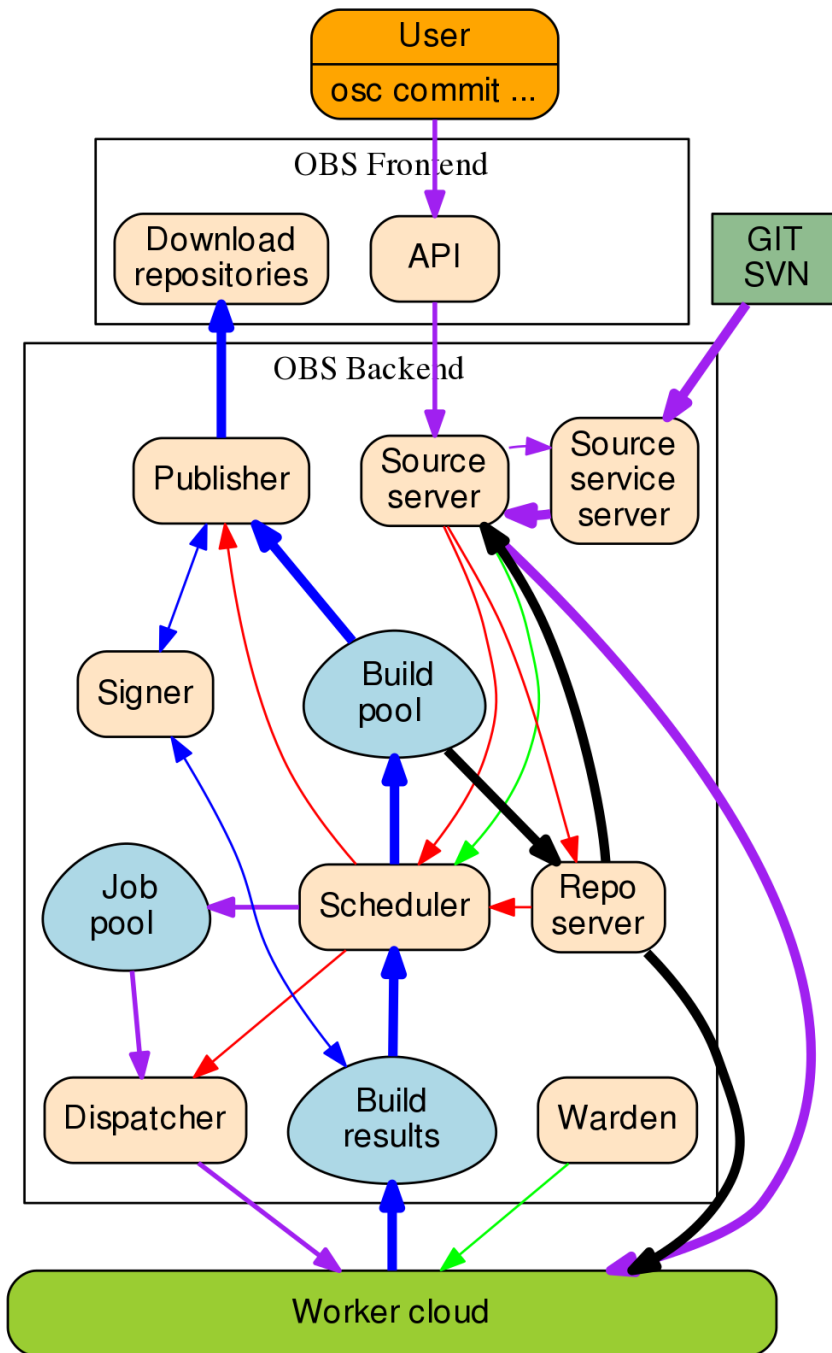 User
osc commit ...
OBS Frontend
Download
repositories
API
GIT
SVN
OBS Backend
Publisher
Source
server
Source
service
server
Signer
Build
pool
Job
pool
Scheduler
Repo
server
Dispatcher
Build
results
Warden
Worker cloud